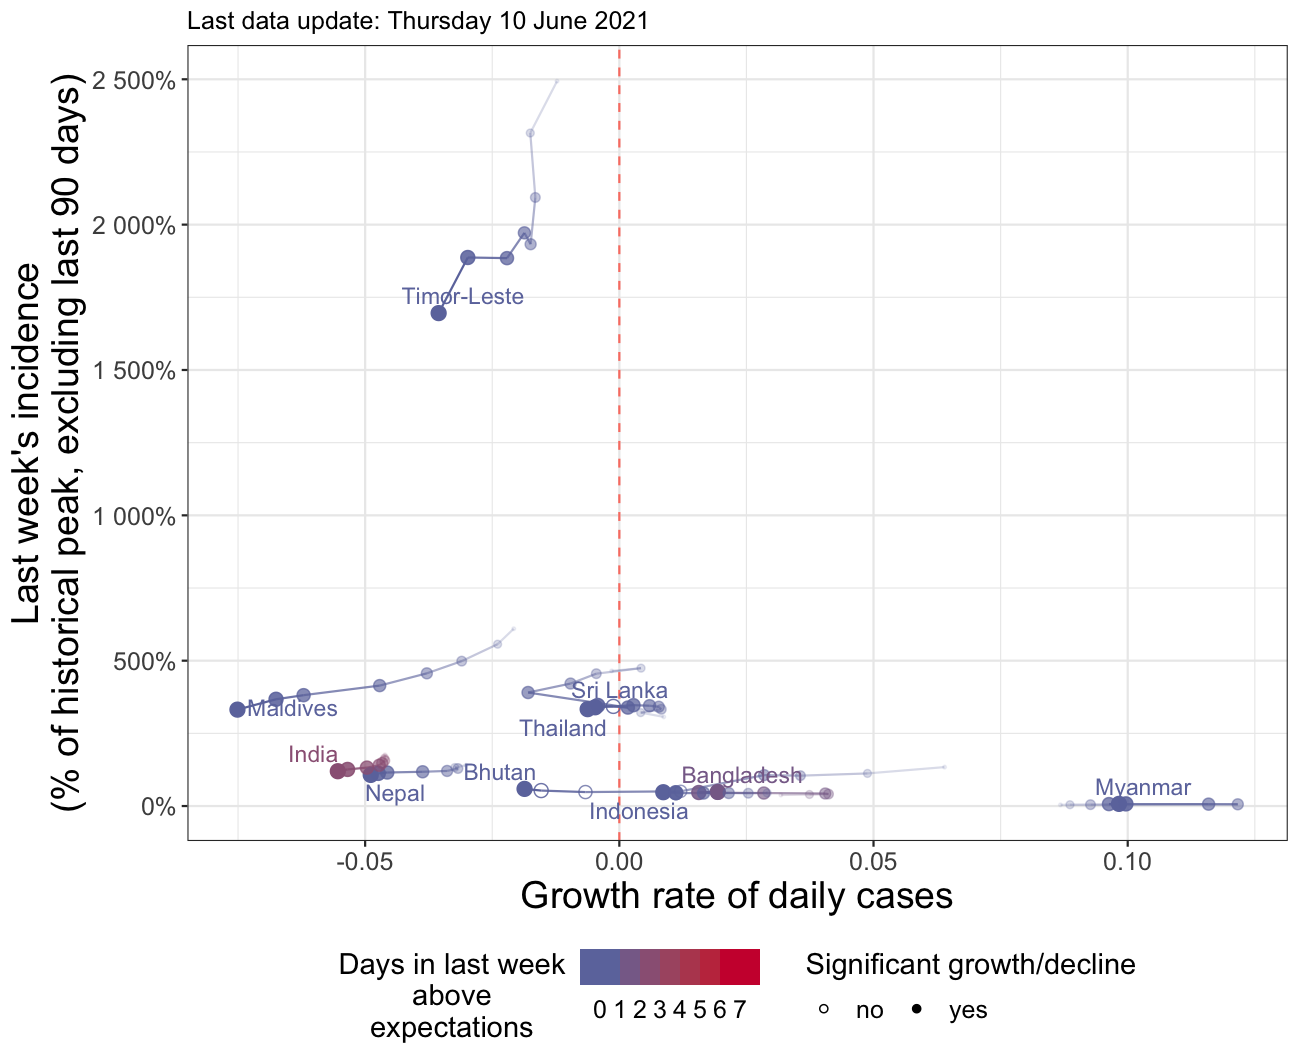 Last data update: Thursday 10 June 2021
Last week's incidence
(% of historical peak, excluding last 90 days)
2 500%
2 000%
1 500%
1 000%
500%
0%
Timor-Leste
Sri Lanka
Maldives
Thailand
India
Bhutan
Bangladesh
Nepal
Myanmar
Indonesia
-0.05 0.00 0.05 0.10
Growth rate of daily cases
Days in last week
above
expectations
0 1 2 3 4 5 6 7
Significant growth/decline
no yes